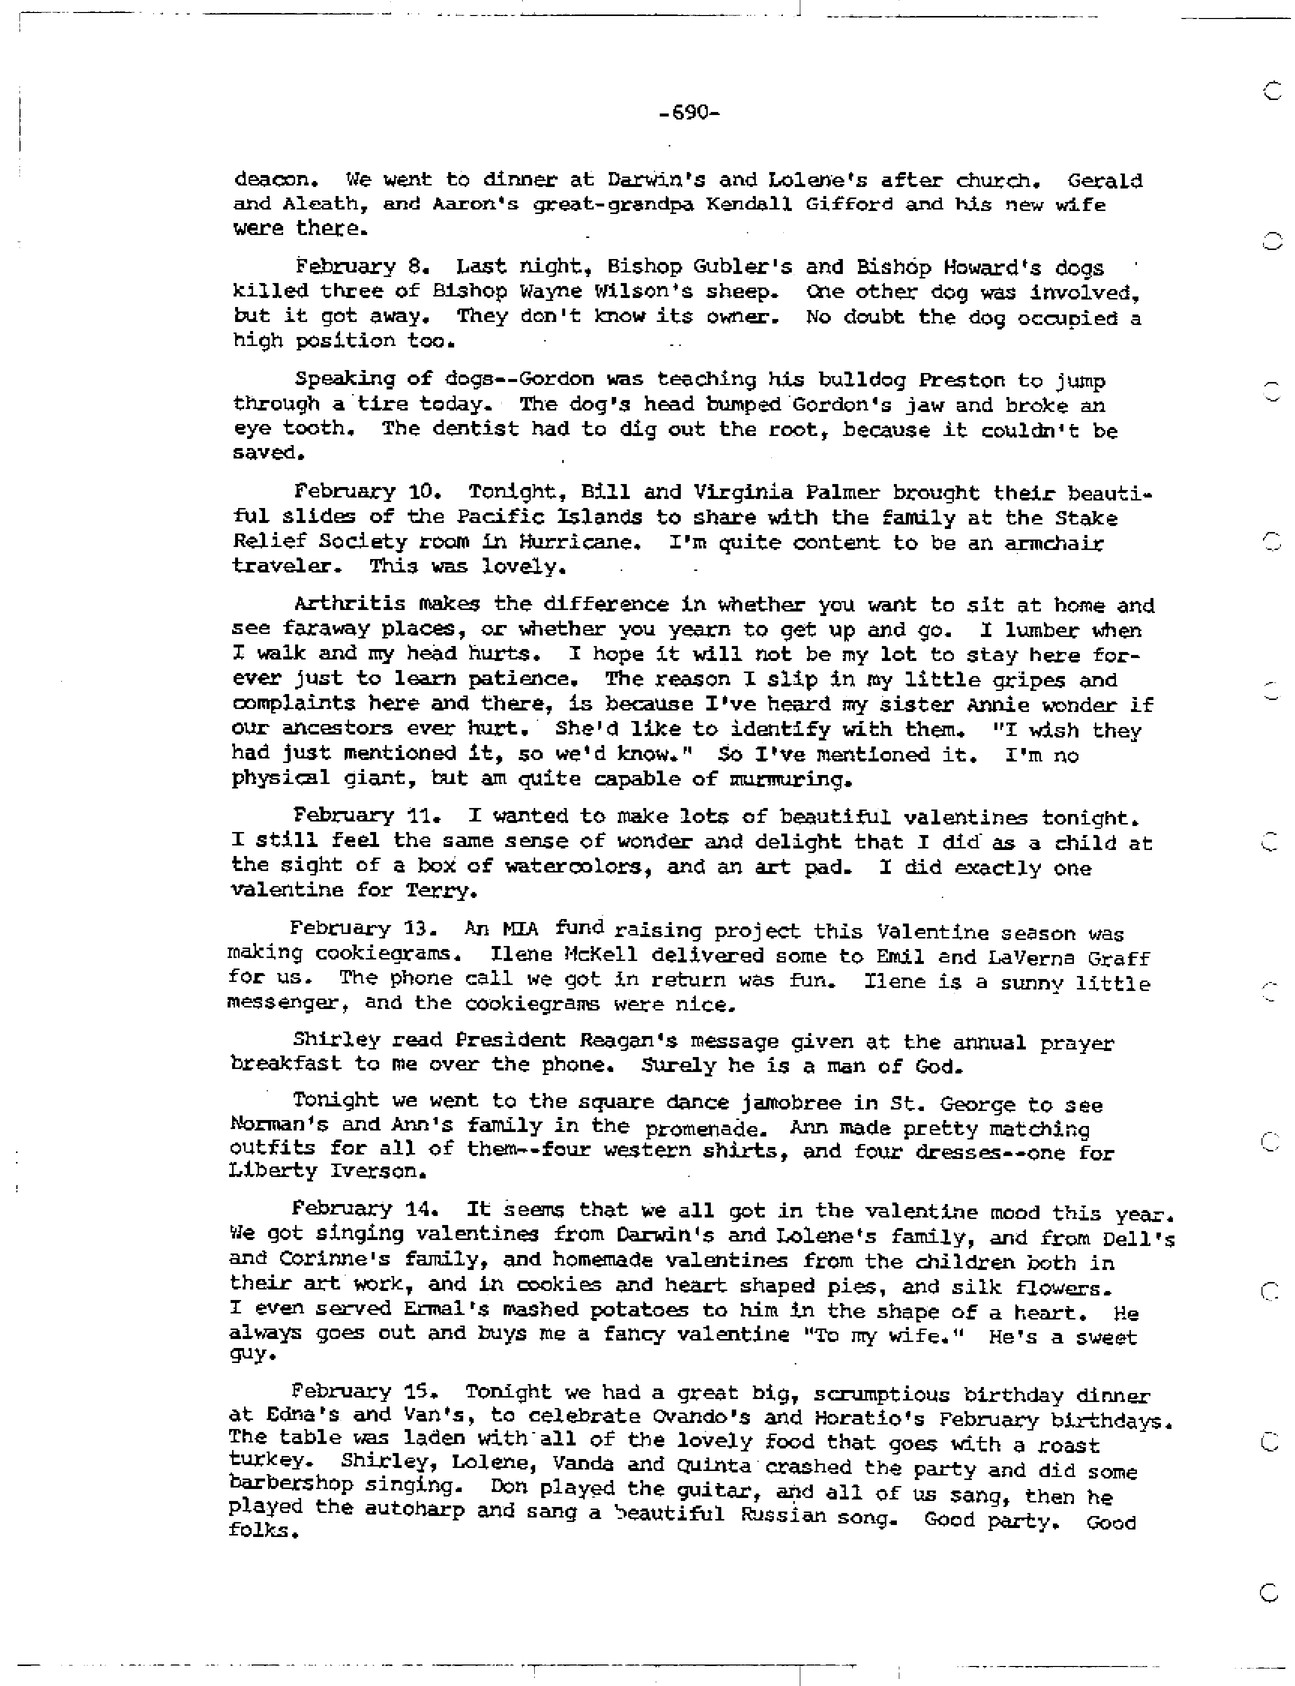 -690-
deacon. We went to dinner at Darwin's and Lolene's after church. Gerald
and Aleath, and Aaron's great-grandpa Kendall Gifford and his new wife
were there.
February 8. Last night, Bishop Gubler's and Bishop Howard's dogs
killed three of Bishop Wayne Wilson's sheep. One other dog was involved,
but it got away. They don't know its owner. No doubt the dog occupied a
high position too.
Speaking of dogs--Gordon was teaching his bulldog Preston to jump
through a tire today. The dog's head bumped Gordon's jaw and broke an
eye tooth. The dentist had to dig out the root, because it couldn't be
saved.
February 10. Tonight, Bill and Virginia Palmer brought their beauti-
ful slides of the Pacific Islands to share with the family at the Stake
Relief Society room in Hurricane. I'm quite content to be an armchair
traveler. This was lovely.
Arthritis makes the difference in whether you want to sit at home and
see faraway places, or whether you yearn to get up and go. I lumber when
I walk and my head hurts. I hope it will not be my lot to stay here for-
ever just to learn patience. The reason I slip in my little gripes and
complaints here and there, is because I've heard my sister Annie wonder if
our ancestors ever hurt. She'd like to identify with them. "I wish they
had just mentioned it, so we'd know." So I've mentioned it. I'm no
physical giant, but am quite capable of murmuring.
February 11. I wanted to make lots of beautiful valentines tonight.
I still feel the same sense of wonder and delight that I did as a child at
the sight of a box of watercolors, and an art pad. I did exactly one
valentine for Terry.
February 13. An MIA fund raising project this Valentine season was
making cookiegrams. Ilene McKell delivered some to Emil and LaVerna Graff
for us. The phone call we got in return was fun. Ilene is a sunny little
messenger, and the cookiegrams were nice.
Shirley read President Reagan's message given at the annual prayer
breakfast to me over the phone. Surely he is a man of God.
Tonight we went to the square dance jamobree in St. George to see
Norman's and Ann's family in the promenade. Ann made pretty matching
outfits for all of them--four western shirts, and four dresses--one for
Liberty Iverson.
February 14. It seems that we all got in the valentine mood this year.
We got singing valentines from Darwin's and Lolene's family, and from Dell's
and Corinne's family, and homemade valentines from the children both in
their art work, and in cookies and heart shaped pies, and silk flowers.
I even served Ermal's mashed potatoes to him in the shape of a heart. He
always goes out and buys me a fancy valentine "To my wife." He's a sweet
guy.
February 15. Tonight we had a great big, scrumptious birthday dinner
at Edna's and Van's, to celebrate Ovando's and Horatio's February birthdays.
The table was laden with all of the lovely food that goes with a roast
turkey. Shirley, Lolene, Vanda and Quinta crashed the party and did some
barbershop singing. Don played the guitar, and all of us sang, then he
played the autoharp and sang a beautiful Russian song. Good party. Good
folks.